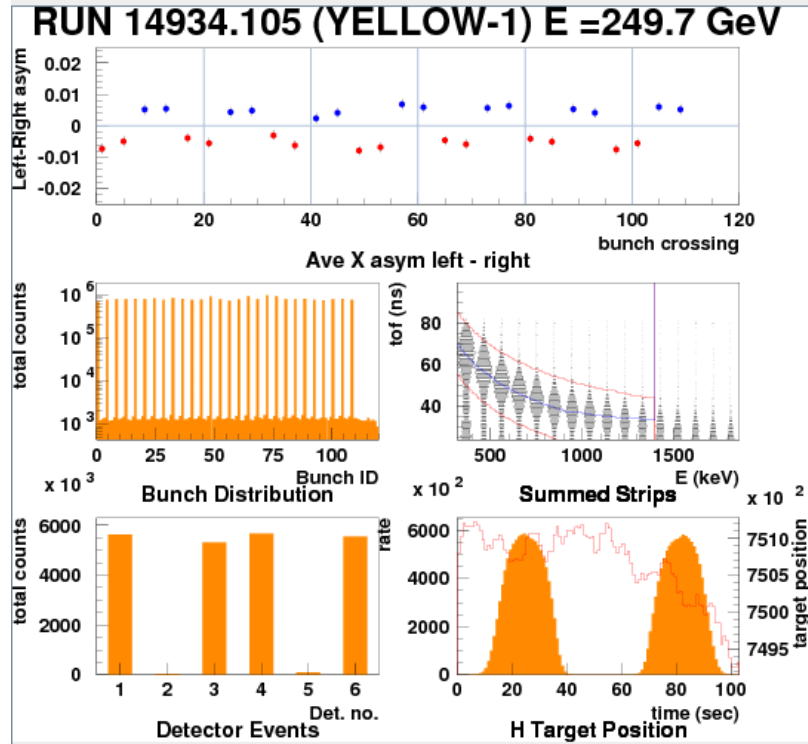 RUN 14934.105 (YELLOW-1) E =249.7 GeV
Left-Right asym
0.02
0.01
0
-0.01
-0.02
0 20 40 60 80 100 120
bunch crossing
Ave X asym left - right
total counts
10 6
10 5
10 4
10 3
0 25 50 75 100
Bunch ID
Bunch Distribution
tof (ns)
80
60
40
500 1000 1500
E (keV)
Summed Strips
x 10 3
total counts
6000
4000
2000
0
1 2 3 4 5 6
Det. no.
Detector Events
x 10 2
rate
6000
4000
2000
0
0 20 40 60 80 100
time (sec)
H Target Position
x 10 2
7510
7505
7500
7495
target position